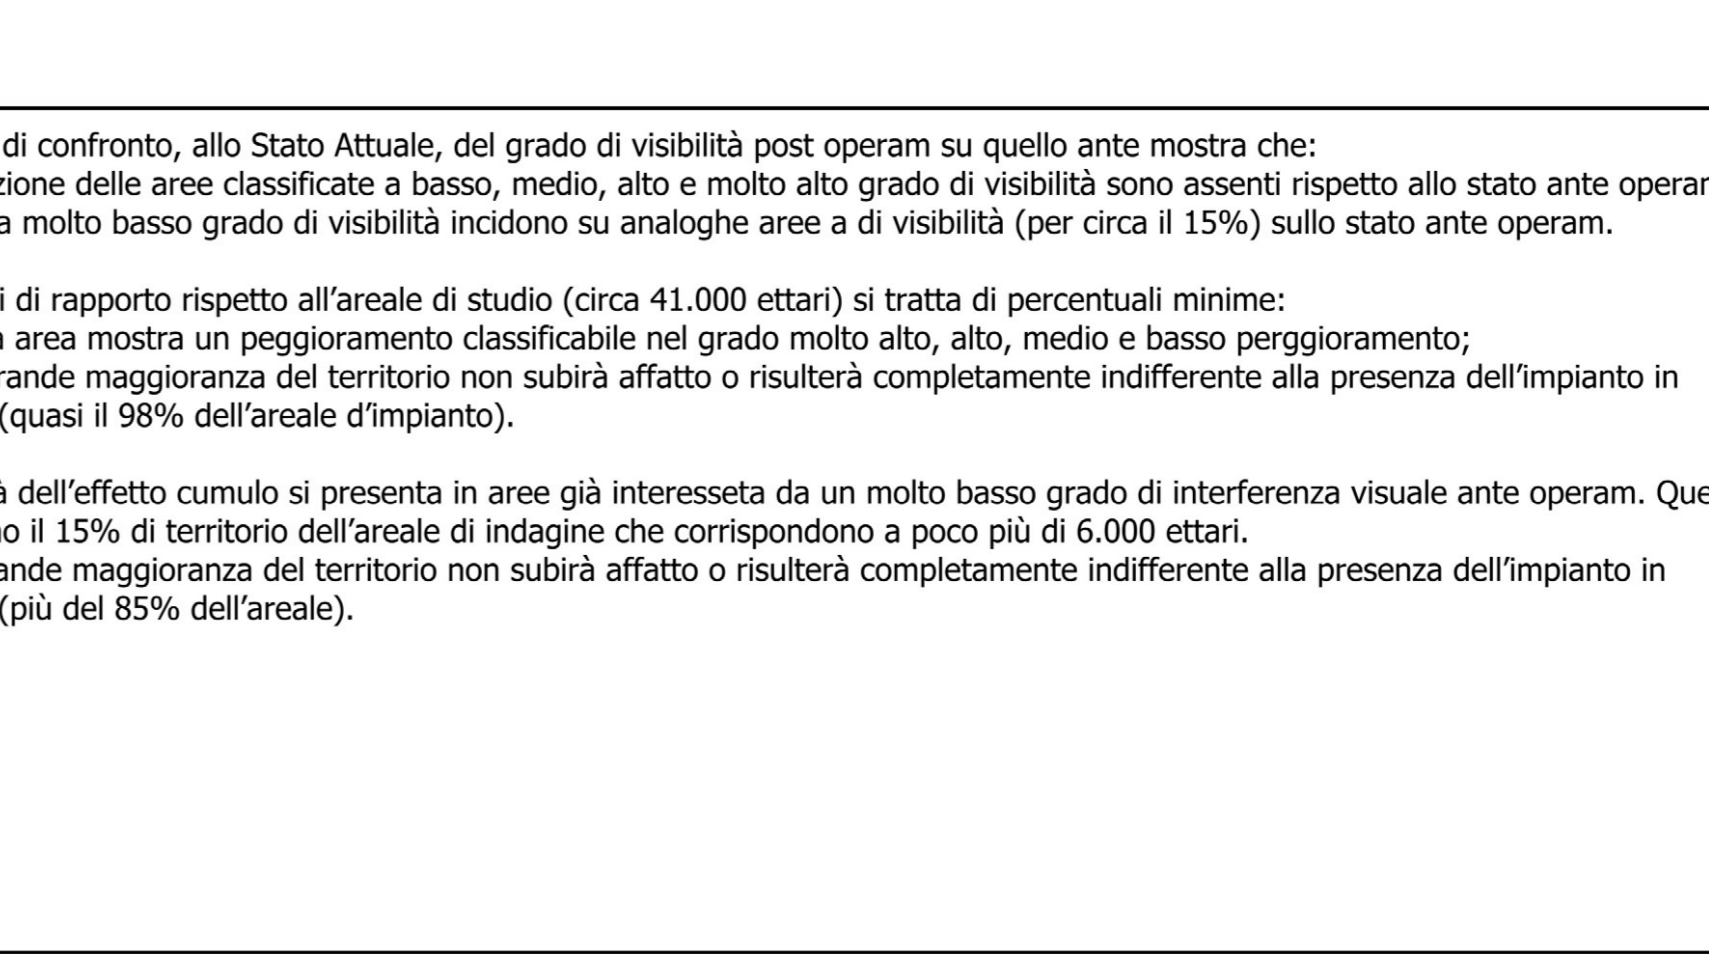 di confronto, allo Stato Attuale, del grado di visibilità post operam su quello ante mostra che:
zione delle aree classificate a basso, medio, alto e molto alto grado di visibilità sono assenti rispetto allo stato ante
a molto basso grado di visibilità incidono su analoghe aree a di visibilità (per circa il 15%) sullo stato ante operam.
i di rapporto rispetto all’areale di studio (circa 41.000 ettari) si tratta di percentuali minime:
area mostra un peggioramento classificabile nel grado molto alto, alto, medio e basso perggioramento;
rande maggioranza del territorio non subirà affatto o risulterà completamente indifferente alla presenza dell’impianto in
(quasi il 98% dell’areale d’impianto).
à dell’effetto cumulo si presenta in aree già interesseta da un molto basso grado di interferenza visuale ante operam. Que
o il 15% di territorio dell’areale di indagine che corrispondono a poco più di 6.000 ettari.
ande maggioranza del territorio non subirà affatto o risulterà completamente indifferente alla presenza dell’impianto in
(più del 85% dell’areale).